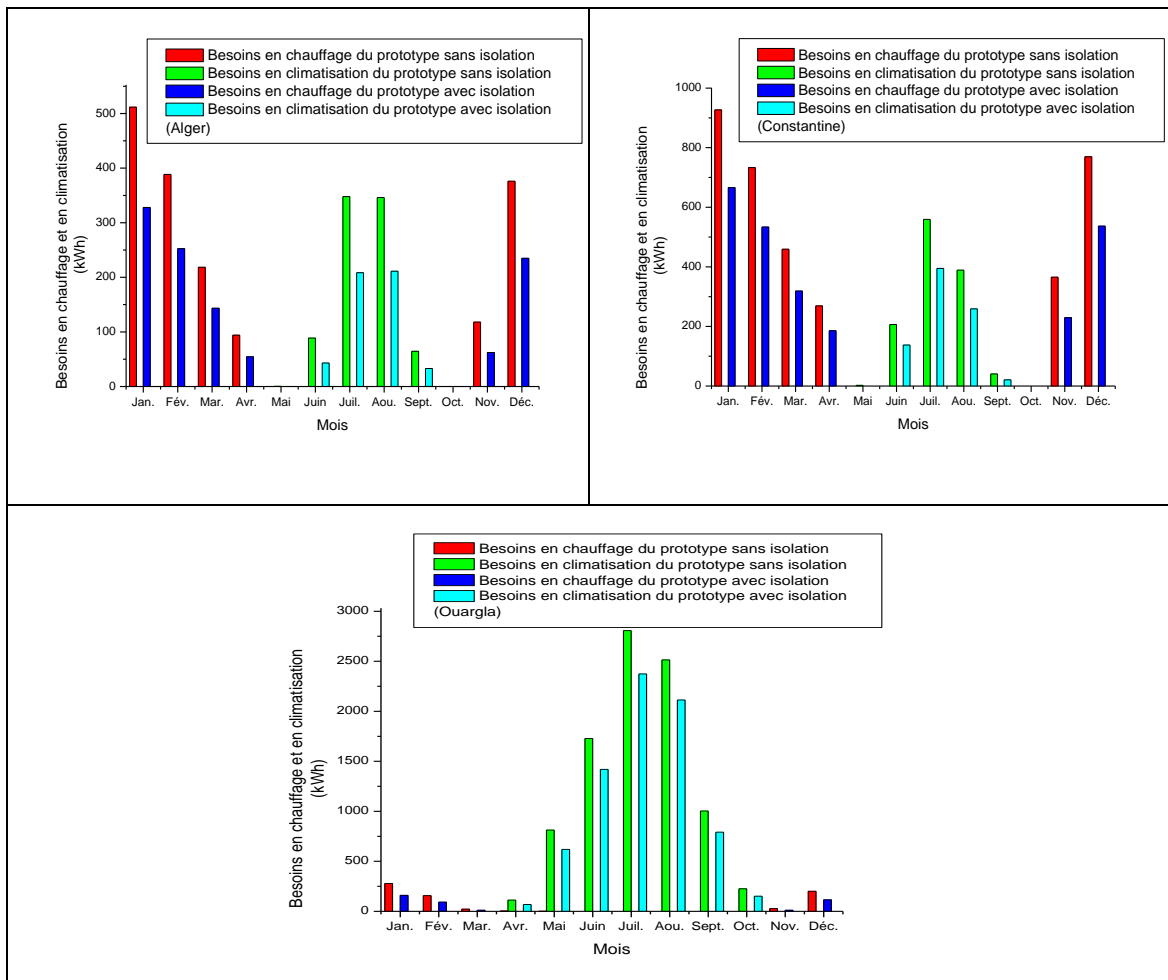 Besoins en chauffage du prototype sans isolation
Besoins en climatisation du prototype sans isolation
Besoins en chauffage du prototype avec isolation
Besoins en climatisation du prototype avec isolation
(Alger)
Besoins en chauffage et en climatisation
(kWh)
500
400
300
200
100
0
Jan. Fév. Mar. Avr. Mai Juin Juil. Aou. Sept. Oct. Nov. Déc.
Mois
Besoins en chauffage du prototype sans isolation
Besoins en climatisation du prototype sans isolation
Besoins en chauffage du prototype avec isolation
Besoins en climatisation du prototype avec isolation
(Constantine)
Besoins en chauffage et en climatisation
(kWh)
1000
800
600
400
200
0
Jan. Fév. Mar. Avr. Mai Juin Juil. Aou. Sept. Oct. Nov. Déc.
Mois
Besoins en chauffage du prototype sans isolation
Besoins en climatisation du prototype sans isolation
Besoins en chauffage du prototype avec isolation
Besoins en climatisation du prototype avec isolation
(Ouargla)
Besoins en chauffage et en climatisation
(kWh)
3000
2500
2000
1500
1000
500
0
Jan. Fév. Mar. Avr. Mai Juin Juil. Aou. Sept. Oct. Nov. Déc.
Mois